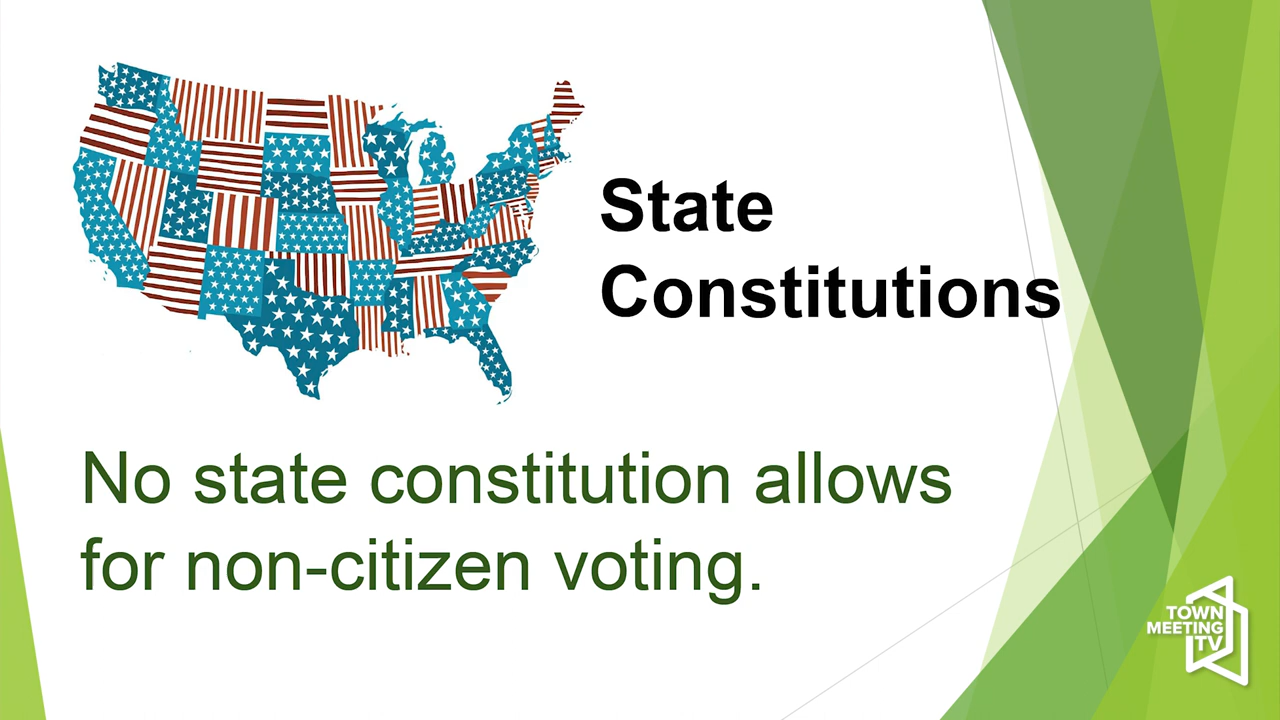 State
Constitutions
No state constitution allows
for non-citizen voting.
TOWN
MEETING
TV